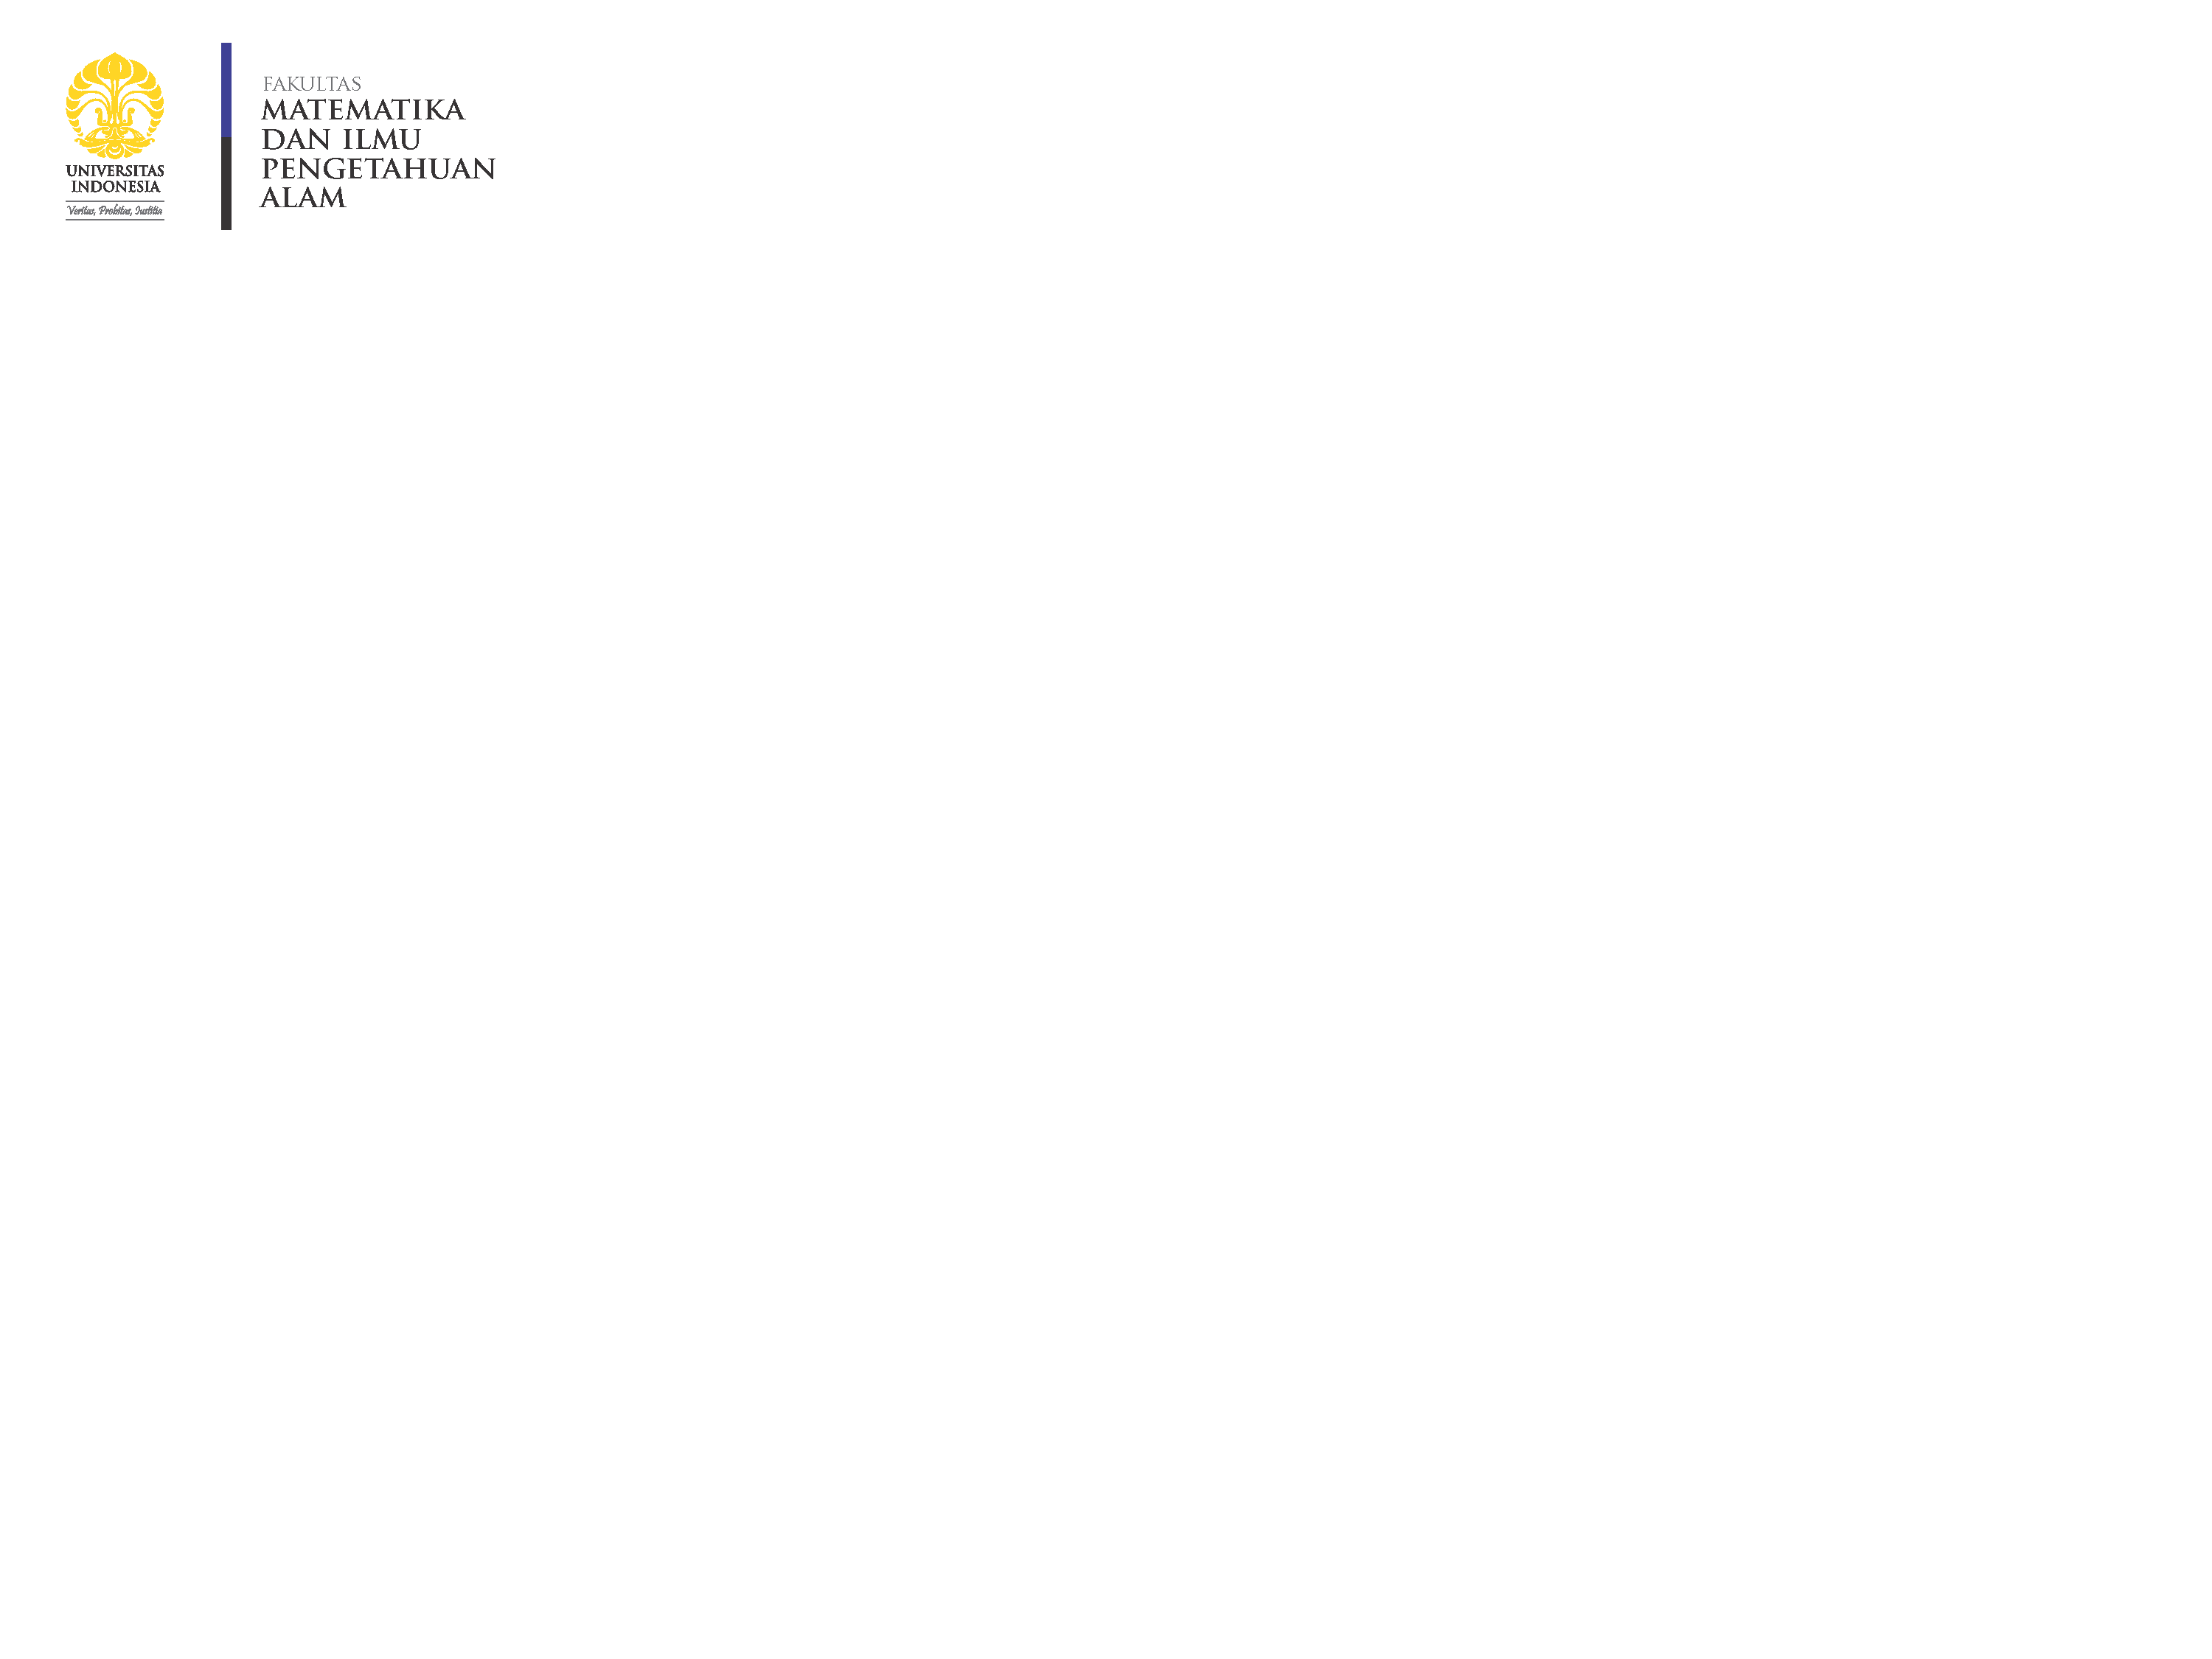 UNIVERSITAS
INDONESIA
Veritas, Probitas, Iustitia
FAKULTAS
MATEMATIKA
DAN ILMU
PENGETAHUAN
ALAM